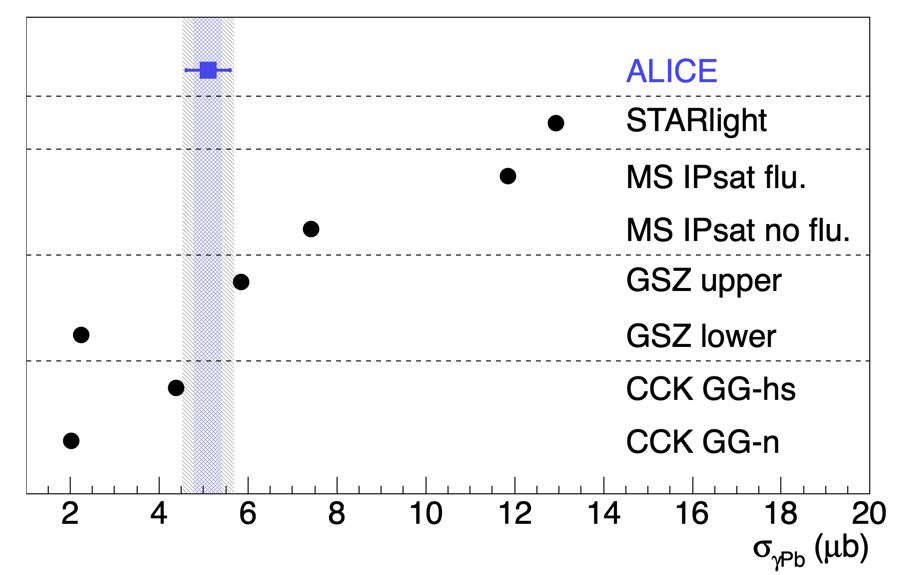 ALICE
STARlight
MS IPsat flu.
MS IPsat no flu.
GSZ upper
GSZ lower
CCK GG-hs
CCK GG-n
2 4 6 8 10 12 14 16 18 20
σγPb (μb)